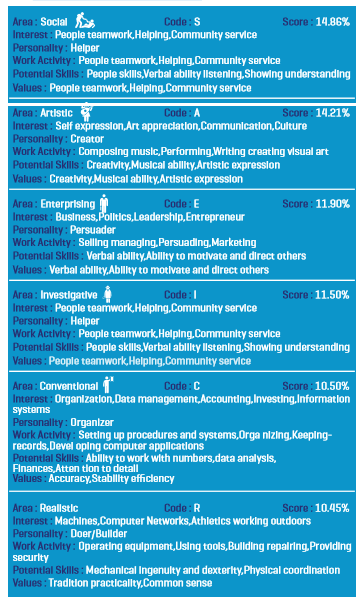 Area : Social Code : S Score : 14.86%
Interest : People teamwork,Helping,Community service
Personality : Helper
Work Activity : People teamwork,Helping,Community service
Potential Skills : People skills,Verbal ability listening,Showing understanding
Values : People teamwork,Helping,Community service
Area : Artistic Code : A Score : 14.21%
Interest : Self expression,Art appreciation,Communication,Culture
Personality : Creator
Work Activity : Composing music,Performing,Writing creating visual art
Potential Skills : Creativity,Musical ability,Artistic expression
Values : Creativity,Musical ability,Artistic expression
Area : Enterprising Code : E Score : 11.90%
Interest : Business,Politics,Leadership,Entrepreneur
Personality : Persuader
Work Activity : Selling managing,Persuading,Marketing
Potential Skills : Verbal ability,Ability to motivate and direct others
Values : Verbal ability,Ability to motivate and direct others
Area : Investigative Code : I Score : 11.50%
Interest : People teamwork,Helping,Community service
Personality : Helper
Work Activity : People teamwork,Helping,Community service
Potential Skills : People skills,Verbal ability listening,Showing understanding
Values : People teamwork,Helping,Community service
Area : Conventional Code : C Score : 10.50%
Interest : Organization,Data management,Accounting,Investing,Information
systems
Personality : Organizer
Work Activity : Setting up procedures and systems,Orga nizing,Keeping-
records,Devel oping computer applications
Potential Skills : Ability to work with numbers,data analysis,
Finances,Atten tion to detail
Values : Accuracy,Stability efficiency
Area : Realistic Code : R Score : 10.45%
Interest : Machines,Computer Networks,Athletics working outdoors
Personality : Doer/Builder
Work Activity : Operating equipment,Using tools,Building repairing,Providing
security
Potential Skills : Mechanical ingenuity and dexterity,Physical coordination
Values : Tradition practicality,Common sense